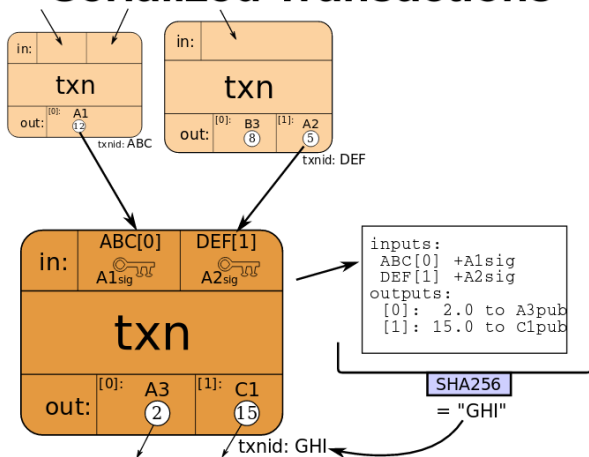 Serialized Transactions
in:
txn
out:
[0]: A1
12
txnid: ABC
in:
txn
out:
[0]: B3
8
[1]: A2
5
txnid: DEF
in:
ABC[0]
A1sig
DEF[1]
A2sig
txn
out:
[0]: A3
2
[1]: C1
15
txnid: GHI
inputs:
ABC[0] +A1sig
DEF[1] +A2sig
outputs:
[0]: 2.0 to A3pub
[1]: 15.0 to C1pub
SHA256
= "GHI"